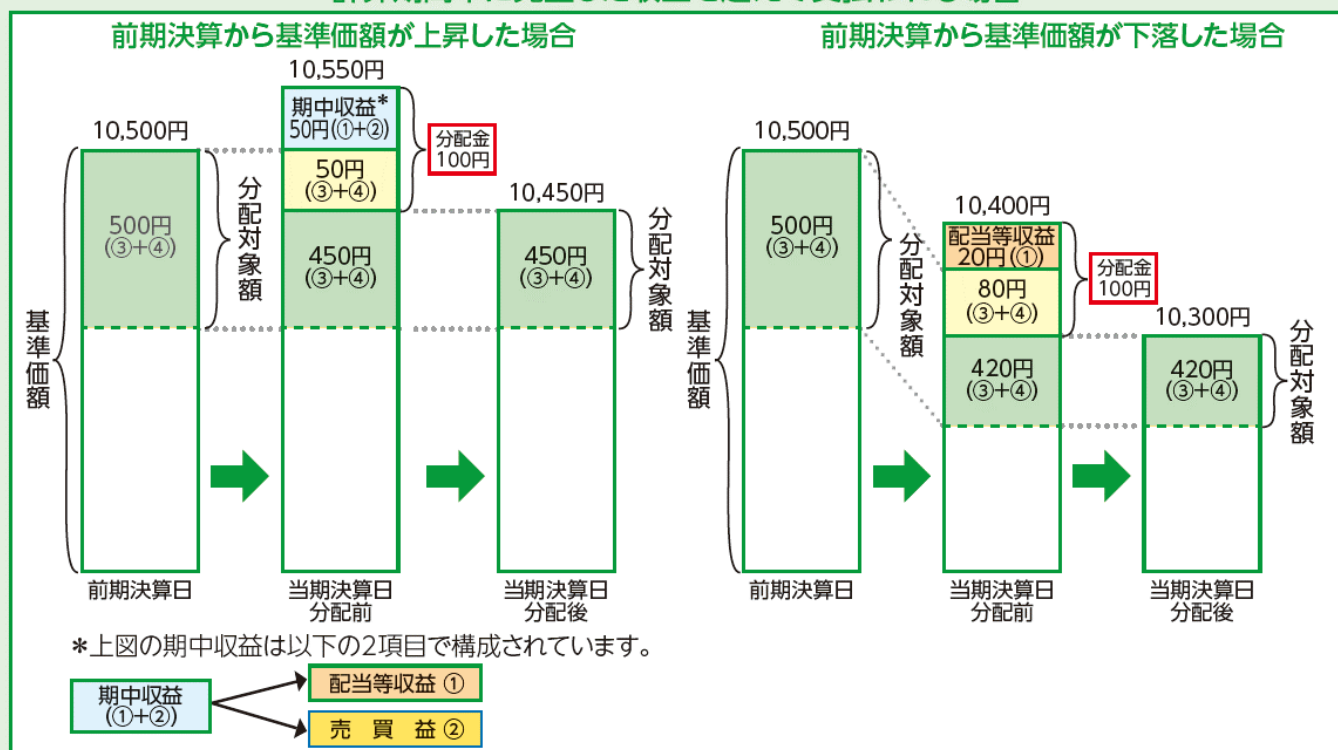 前期決算から基準価額が上昇した場合
10,500円
500円
(③+④)
基準価額
分配対象額
前期決算日
10,550円
期中収益*
50円(①+②)
50円
(③+④)
450円
(③+④)
分配金
100円
当期決算日
分配前
10,450円
450円
(③+④)
分配対象額
当期決算日
分配後
前期決算から基準価額が下落した場合
10,500円
500円
(③+④)
基準価額
分配対象額
前期決算日
10,400円
配当等収益
20円(①)
80円
(③+④)
420円
(③+④)
分配金
100円
当期決算日
分配前
10,300円
420円
(③+④)
分配対象額
当期決算日
分配後
*上図の期中収益は以下の2項目で構成されています。
期中収益
(①+②)
配当等収益 ①
売 買 益 ②